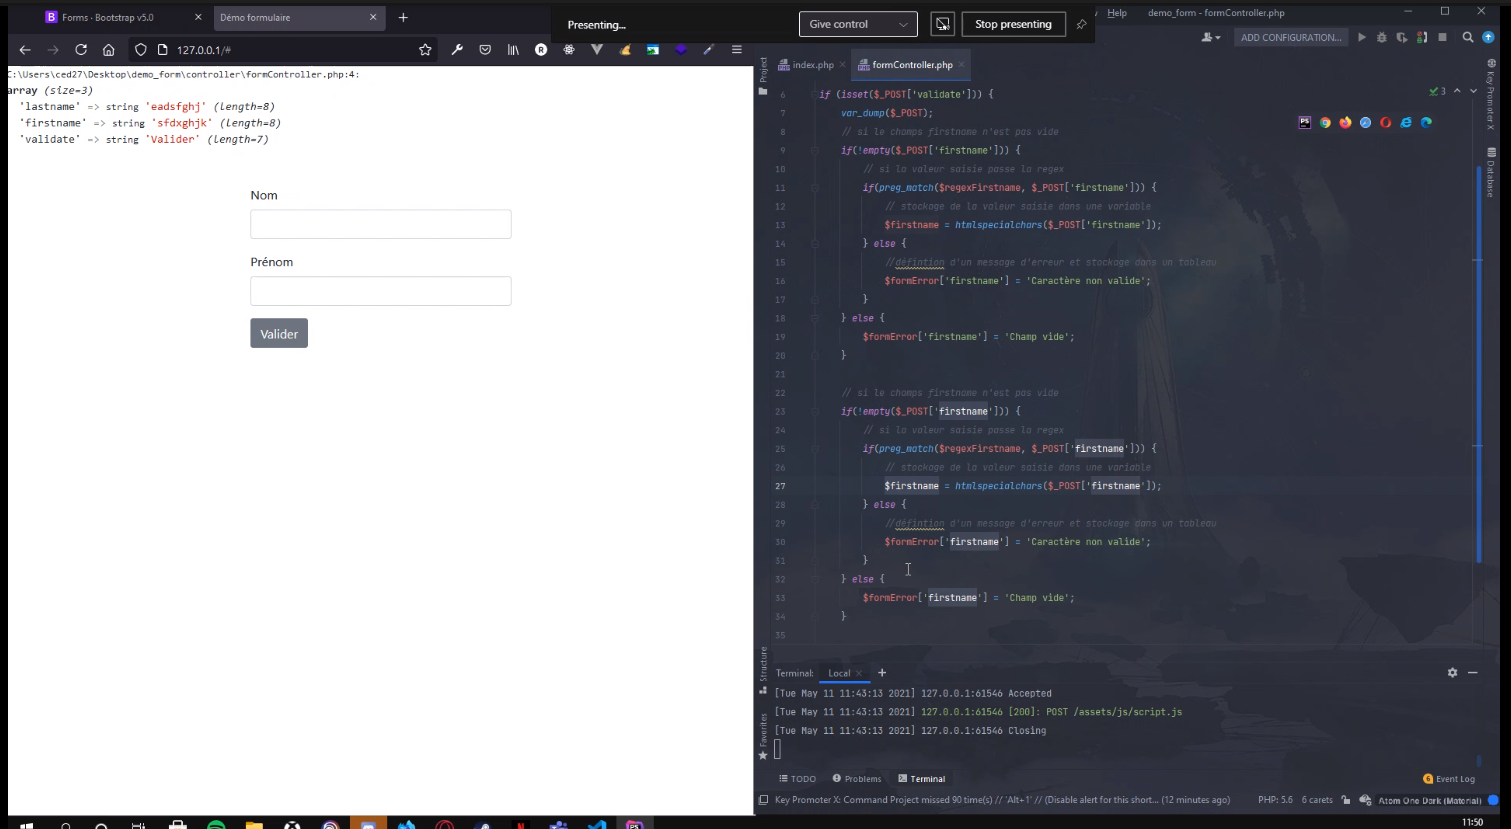 Forms - Bootstrap v5.0
Démo formulaire
Presenting...
Give control
Stop presenting
Help
demo_form - formController.php
127.0.0.1/#
ADD CONFIGURATION...
C:\Users\ced27\Desktop\demo_form\controller\formController.php:4:
array (size=3)
'lastname' => string 'eadsfghj' (length=8)
'firstname' => string 'sfdxghjk' (length=8)
'validate' => string 'Valider' (length=7)
Nom
Prénom
Valider
Project
index.php
formController.php
3
Key Promoter X
Database
6 if (isset($_POST['validate'])) {
7 var_dump($_POST);
8 // si le champs firstname n'est pas vide
9 if(!empty($_POST['firstname'])) {
10 // si la valeur saisie passe la regex
11 if(preg_match($regexFirstname, $_POST['firstname'])) {
12 // stockage de la valeur saisie dans une variable
13 $firstname = htmlspecialchars($_POST['firstname']);
14 } else {
15 //défintion d'un message d'erreur et stockage dans un tableau
16 $formError['firstname'] = 'Caractère non valide';
17 }
18 } else {
19 $formError['firstname'] = 'Champ vide';
20 }
21
22 // si le champs firstname n'est pas vide
23 if(!empty($_POST['firstname'])) {
24 // si la valeur saisie passe la regex
25 if(preg_match($regexFirstname, $_POST['firstname'])) {
26 // stockage de la valeur saisie dans une variable
27 $firstname = htmlspecialchars($_POST['firstname']);
28 } else {
29 //défintion d'un message d'erreur et stockage dans un tableau
30 $formError['firstname'] = 'Caractère non valide';
31 }
32 } else {
33 $formError['firstname'] = 'Champ vide';
34 }
35
Structure
Favorites
Terminal:
Local
[Tue May 11 11:43:13 2021] 127.0.0.1:61546 Accepted
[Tue May 11 11:43:13 2021] 127.0.0.1:61546 [200]: POST /assets/js/script.js
[Tue May 11 11:43:13 2021] 127.0.0.1:61546 Closing
TODO
Problems
Terminal
Event Log
Key Promoter X: Command Project missed 90 time(s) // 'Alt+1' // (Disable alert for this short... (12 minutes ago)
PHP: 5.6
6 carets
Atom One Dark (Material)
11:50